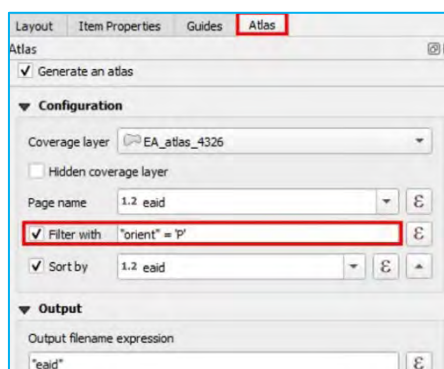 Layout Item Properties Guides Atlas
Atlas
Generate an atlas
Configuration
Coverage layer EA_atlas_4326
Hidden coverage layer
Page name 1.2 eaid ε
Filter with "orient" = 'P' ε
Sort by 1.2 eaid ε
Output
Output filename expression
"eaid" ε